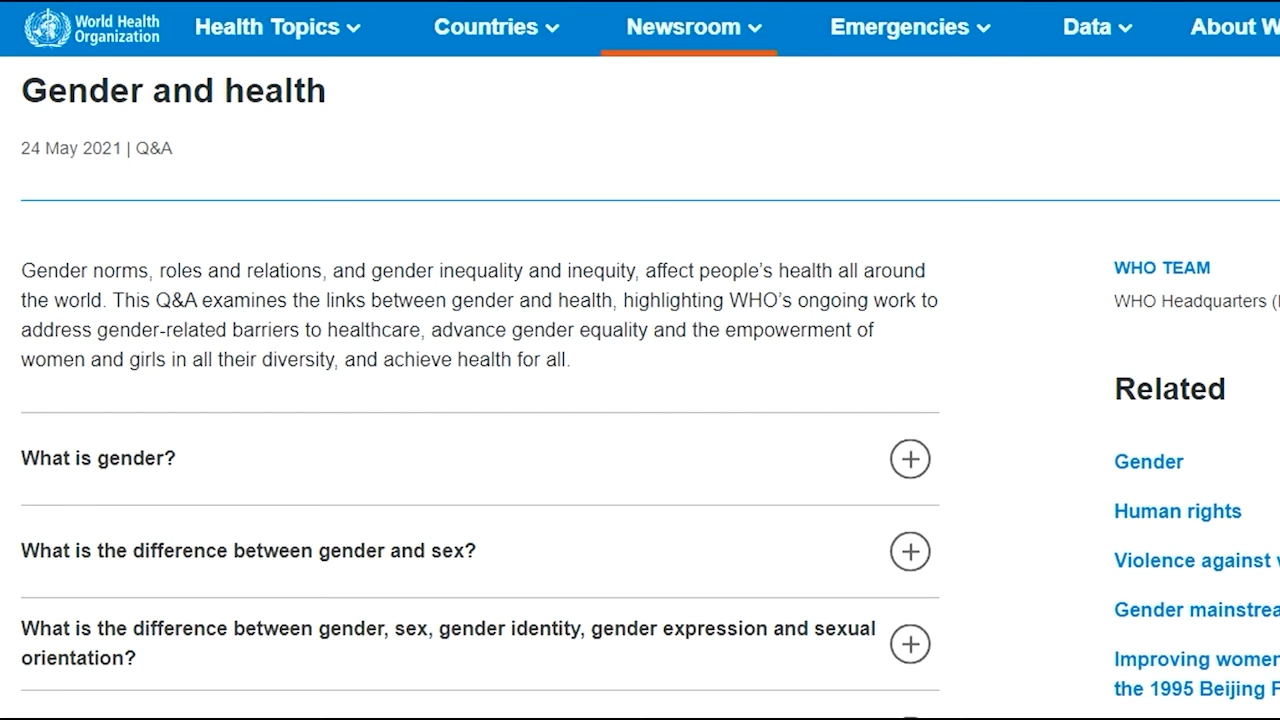 World Health
Organization
Health Topics
Countries
Newsroom
Emergencies
Data
About W
Gender and health
24 May 2021 | Q&A
Gender norms, roles and relations, and gender inequality and inequity, affect people's health all around
the world. This Q&A examines the links between gender and health, highlighting WHO's ongoing work to
address gender-related barriers to healthcare, advance gender equality and the empowerment of
women and girls in all their diversity, and achieve health for all.
What is gender?
What is the difference between gender and sex?
What is the difference between gender, sex, gender identity, gender expression and sexual
orientation?
WHO TEAM
WHO Headquarters (
Related
Gender
Human rights
Violence against
Gender mainstrea
Improving women
the 1995 Beijing